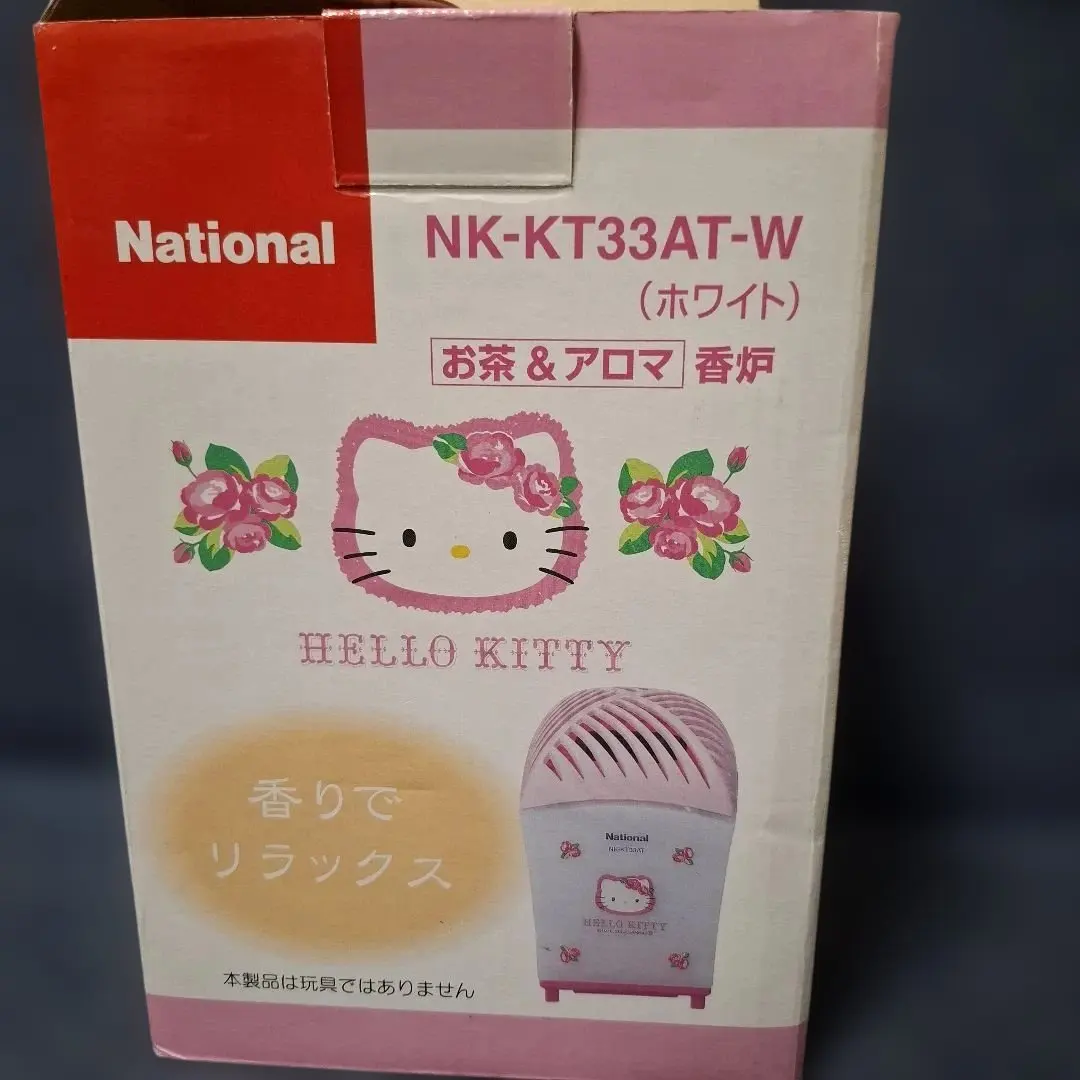 National
NK-KT33AT-W
（ホワイト）
お茶&アロマ 香炉
HELLO KITTY
香りで
リラックス
National
NK-KT33AT
HELLO KITTY
本製品は玩具ではありません